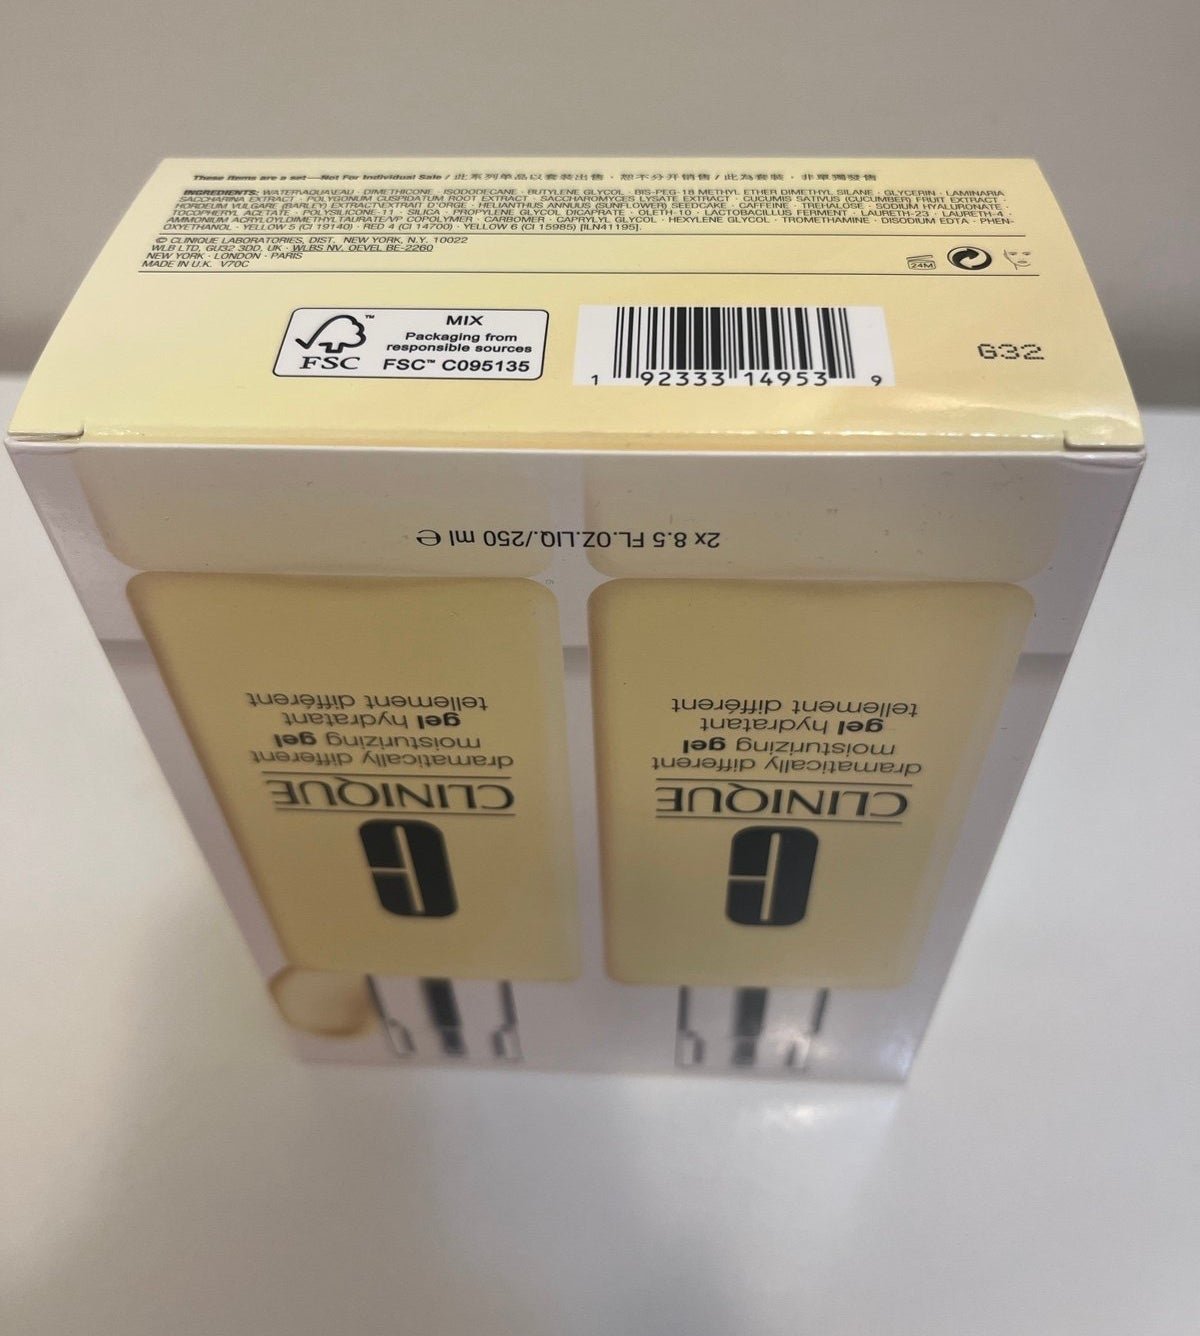 These items are a set—Not For Individual Sale / 此系列单品以套装出售，恕不分开销售 / 此為套裝，非單獨發售
INGREDIENTS: WATER\AQUA\EAU · DIMETHICONE · ISODODECANE · BUTYLENE GLYCOL · BIS-PEG-18 METHYL ETHER DIMETHYL SILANE · GLYCERIN · LAMINARIA
SACCHARINA EXTRACT · POLYGONUM CUSPIDATUM ROOT EXTRACT · SACCHAROMYCES LYSATE EXTRACT · CUCUMIS SATIVUS (CUCUMBER) FRUIT EXTRACT ·
HORDEUM VULGARE (BARLEY) EXTRACT\EXTRAIT D'ORGE · HELIANTHUS ANNUUS (SUNFLOWER) SEEDCAKE · CAFFEINE · TREHALOSE · SODIUM HYALURONATE ·
TOCOPHERYL ACETATE · POLYSILICONE-11 · SILICA · PROPYLENE GLYCOL DICAPRATE · OLETH-10 · LACTOBACILLUS FERMENT · LAURETH-23 · LAURETH-4 ·
AMMONIUM ACRYLOYLDIMETHYLTAURATE/VP COPOLYMER · CARBOMER · CAPRYLYL GLYCOL · HEXYLENE GLYCOL · TROMETHAMINE · DISODIUM EDTA · PHEN-
OXYETHANOL · YELLOW 5 (CI 19140) · RED 4 (CI 14700) · YELLOW 6 (CI 15985) [ILN41195].
© CLINIQUE LABORATORIES, DIST. NEW YORK, N.Y. 10022
WLB LTD, GU32 3DD, UK · WLBS NV. OEVEL BE-2260
NEW YORK · LONDON · PARIS
MADE IN U.K. V70C
24M
FSC™
MIX
Packaging from
responsible sources
FSC™ C095135
1 92333 14953 9
G32
2x 8.5 FL.OZ.LIQ./250 ml e
CLINIQUE
dramatically different
moisturizing gel
gel hydratant
tellement différent
CLINIQUE
dramatically different
moisturizing gel
gel hydratant
tellement différent